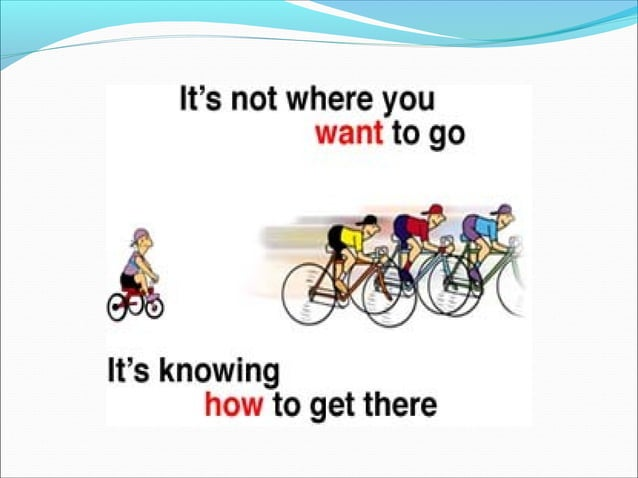 It’s not where you
want to go
It’s knowing
how to get there